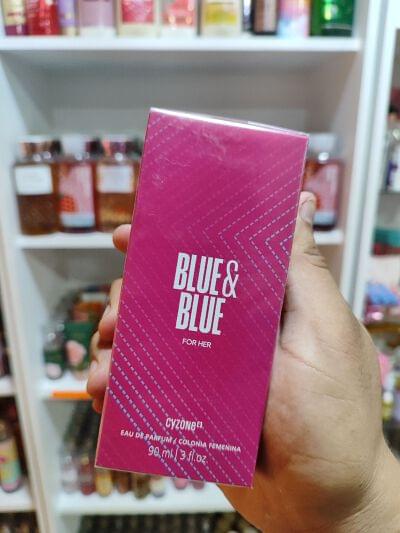 BLUE&
BLUE
FOR HER
cyzone
EAU DE PARFUM / COLONIA FEMENINA
90 ml | 3 fl.oz